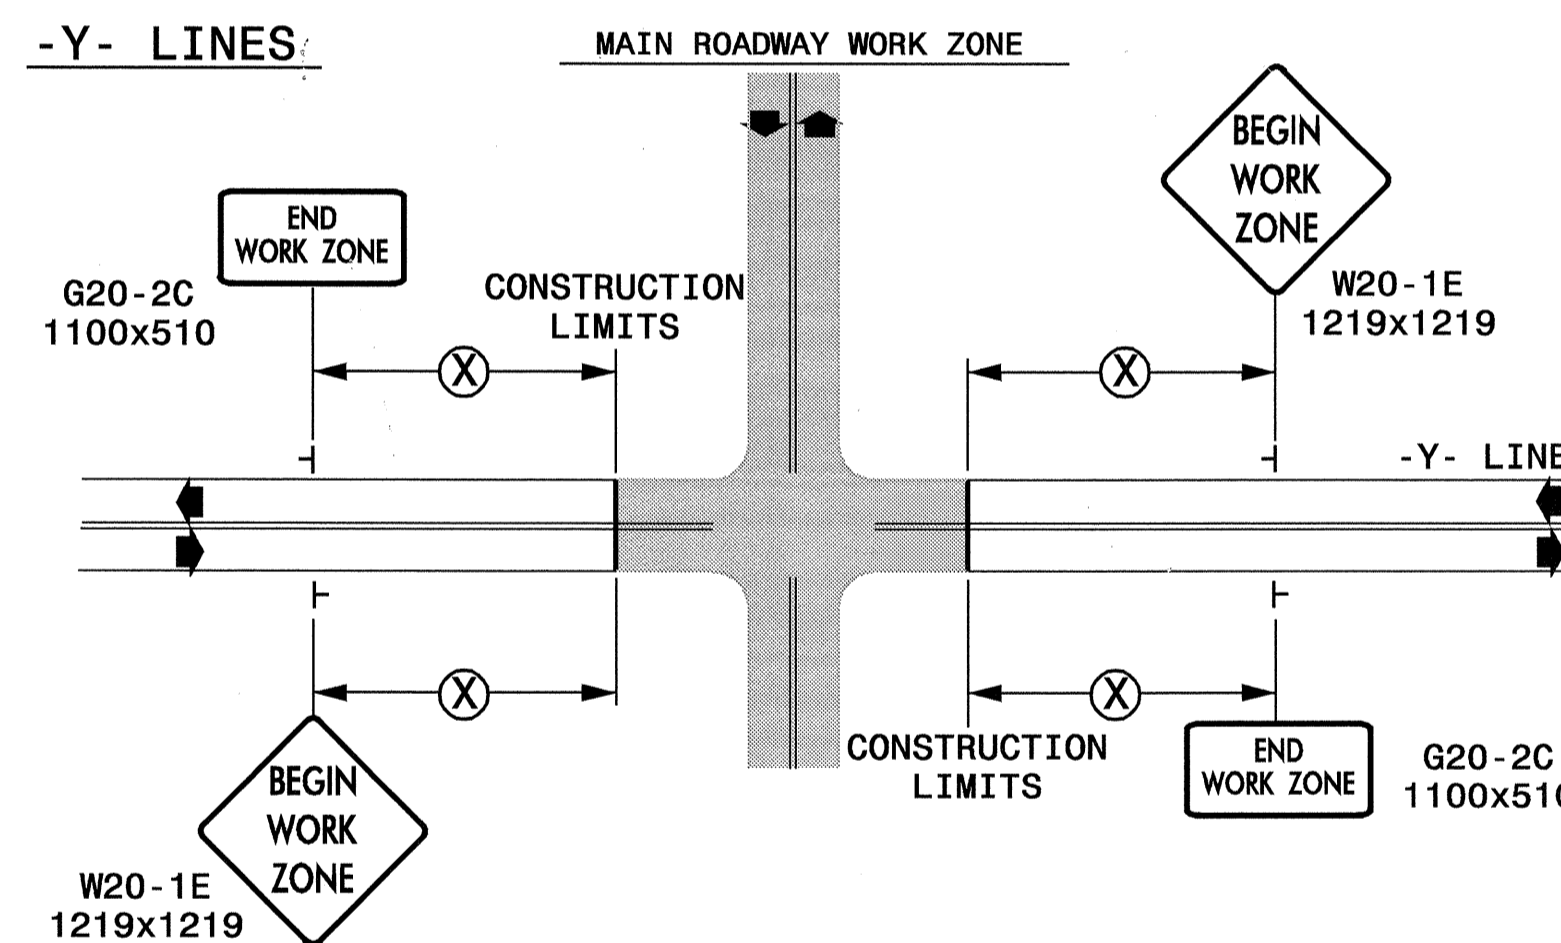 -Y- LINES
MAIN ROADWAY WORK ZONE
BEGIN
WORK
ZONE
END
WORK ZONE
G20-2C
1100x510
CONSTRUCTION
LIMITS
W20-1E
1219x1219
X
X
-Y- LINE
X
X
CONSTRUCTION
LIMITS
END
WORK ZONE
G20-2C
1100x510
BEGIN
WORK
ZONE
W20-1E
1219x1219